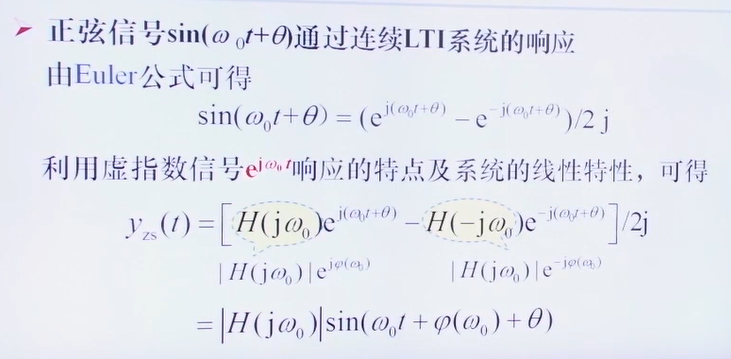 ➤ 正弦信号sin(ω₀t+θ)通过连续LTI系统的响应
由Euler公式可得
sin(ω₀t+θ) = (e^{j(ω₀t+θ)} − e^{−j(ω₀t+θ)})/2 j
利用虚指数信号e^{jω₀t}响应的特点及系统的线性特性，可得
y_{zs}(t) = [H(jω₀)e^{j(ω₀t+θ)} − H(−jω₀)e^{−j(ω₀t+θ)}]/2j
|H(jω₀)|e^{jφ(ω₀)} |H(jω₀)|e^{−jφ(ω₀)}
= |H(jω₀)|sin(ω₀t + φ(ω₀) + θ)